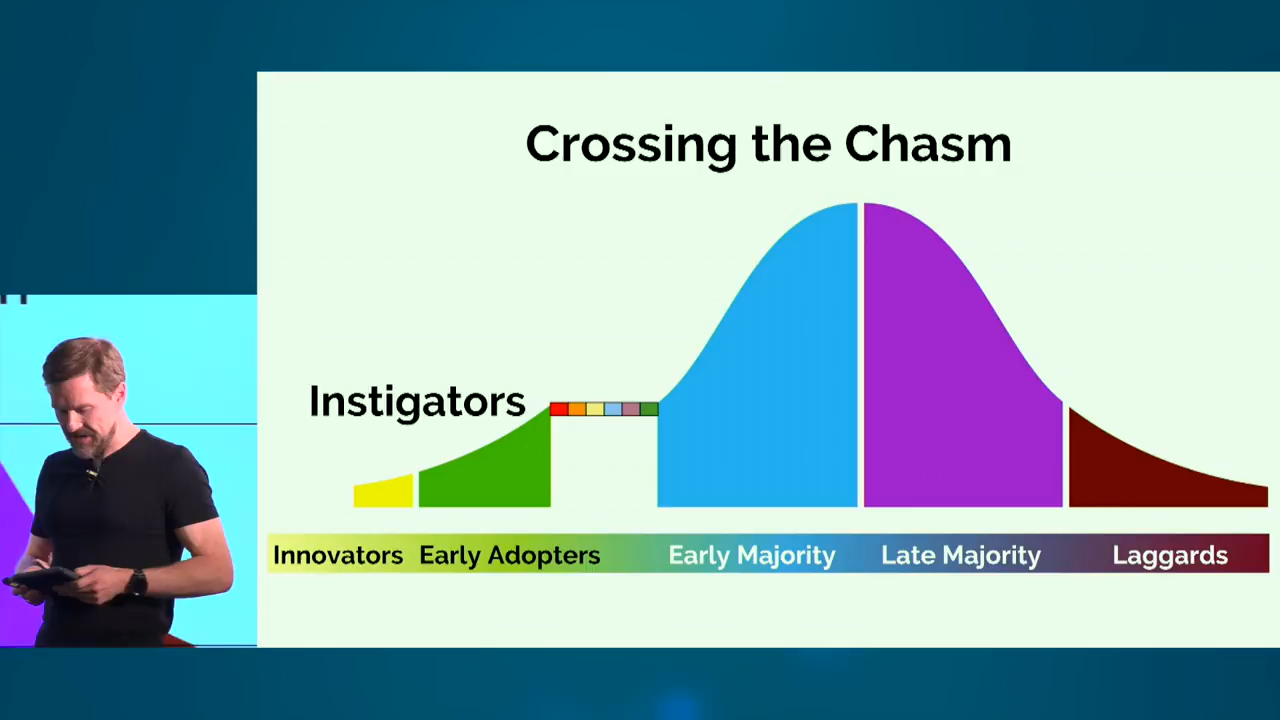 Crossing the Chasm
Instigators
Innovators
Early Adopters
Early Majority
Late Majority
Laggards